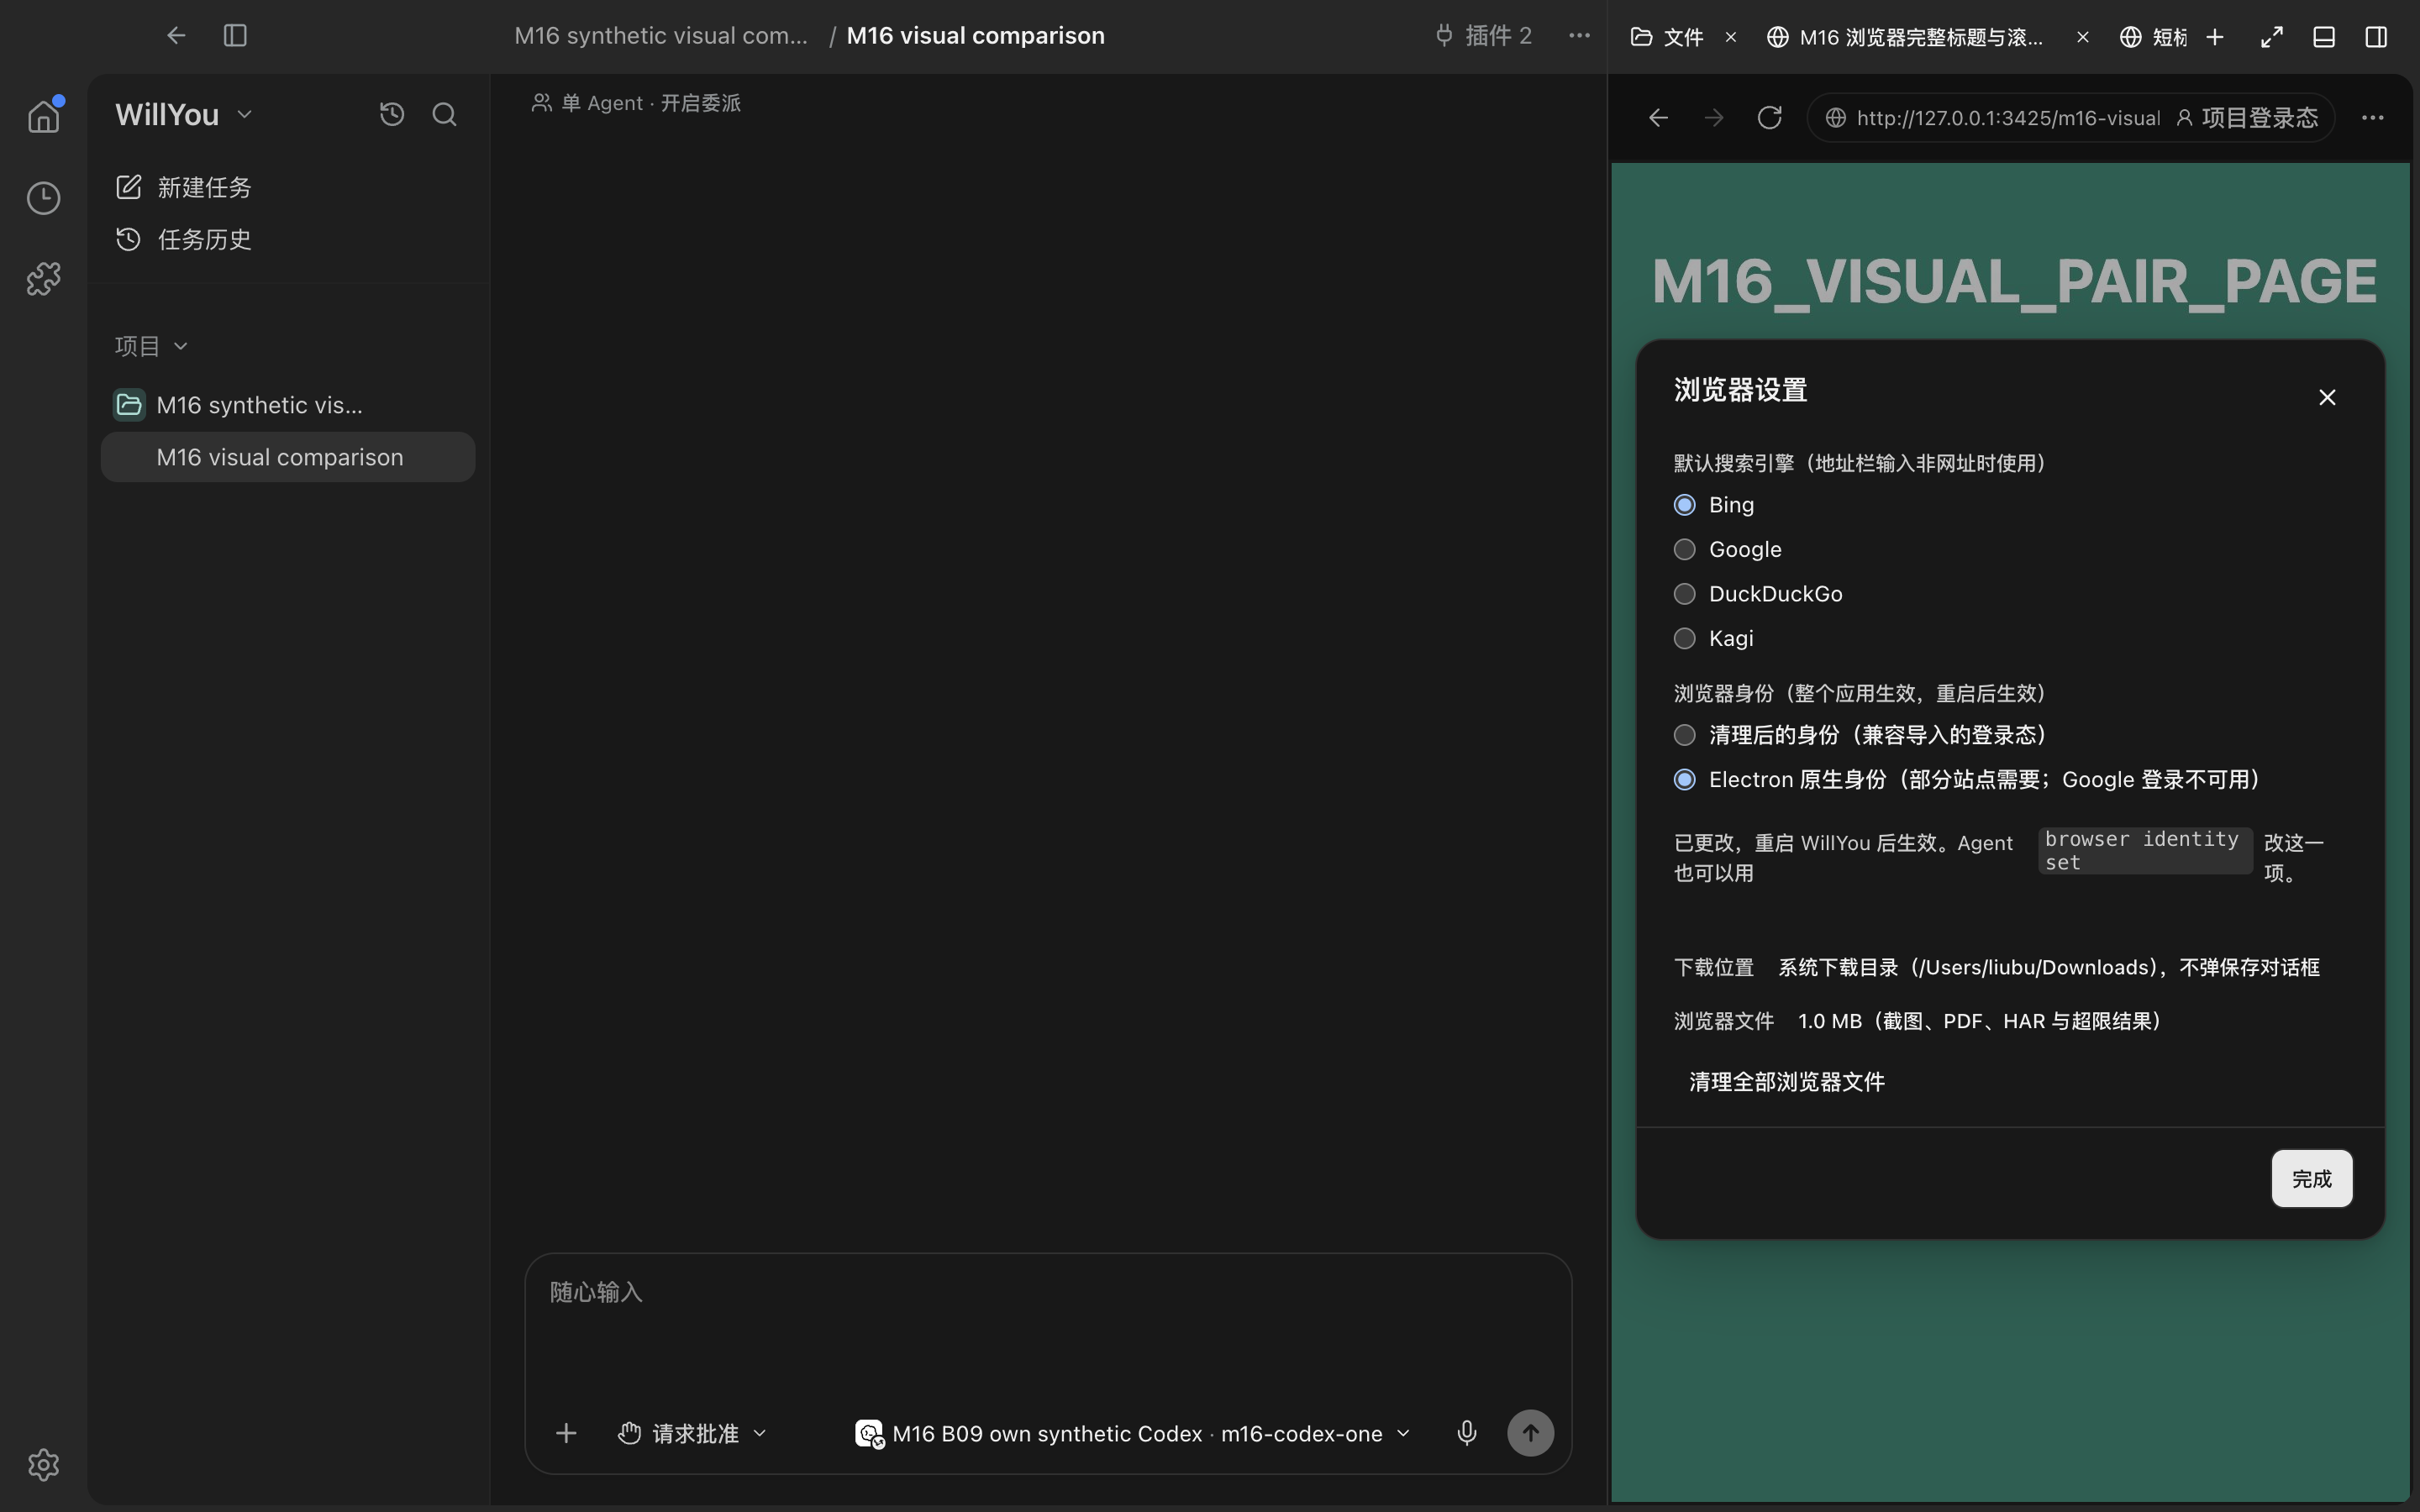 M16 synthetic visual com... / M16 visual comparison
插件 2
文件
M16 浏览器完整标题与滚...
短标
WillYou
新建任务
任务历史
项目
M16 synthetic vis...
M16 visual comparison
单 Agent · 开启委派
随心输入
请求批准
M16 B09 own synthetic Codex · m16-codex-one
http://127.0.0.1:3425/m16-visual
项目登录态
M16_VISUAL_PAIR_PAGE
浏览器设置
默认搜索引擎（地址栏输入非网址时使用）
Bing
Google
DuckDuckGo
Kagi
浏览器身份（整个应用生效，重启后生效）
清理后的身份（兼容导入的登录态）
Electron 原生身份（部分站点需要；Google 登录不可用）
已更改，重启 WillYou 后生效。Agent
也可以用
browser identity
set
改这一
项。
下载位置 系统下载目录（/Users/liubu/Downloads），不弹保存对话框
浏览器文件 1.0 MB（截图、PDF、HAR 与超限结果）
清理全部浏览器文件
完成